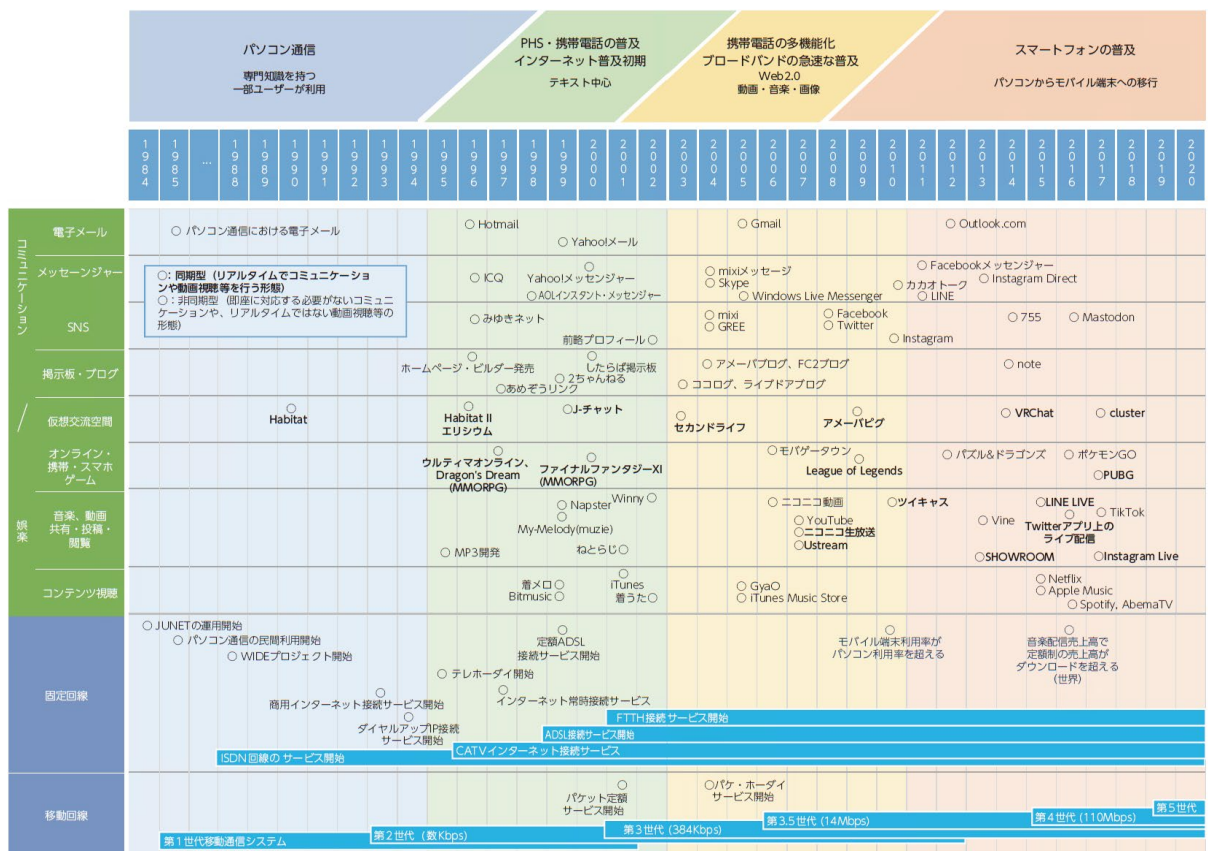 パソコン通信
専門知識を持つ
一部ユーザーが利用
PHS・携帯電話の普及
インターネット普及初期
テキスト中心
携帯電話の多機能化
ブロードバンドの急速な普及
Web2.0
動画・音楽・画像
スマートフォンの普及
パソコンからモバイル端末への移行
1984
1985
...
1988
1989
1990
1991
1992
1993
1994
1995
1996
1997
1998
1999
2000
2001
2002
2003
2004
2005
2006
2007
2008
2009
2010
2011
2012
2013
2014
2015
2016
2017
2018
2019
2020
コミュニケーション
/
娯楽
電子メール
○ パソコン通信における電子メール
○ Hotmail
○ Yahoo!メール
○ Gmail
○ Outlook.com
メッセーンジャー
○：同期型（リアルタイムでコミュニケーショ
ンや動画視聴等を行う形態）
○：非同期型（即座に対応する必要がないコミュニ
ケーションや、リアルタイムではない動画視聴等の
形態）
○ ICQ
○
Yahoo!メッセンジャー
○ AOLインスタント・メッセンジャー
○ mixiメッセージ
○ Skype
○ Windows Live Messenger
○ Facebookメッセンジャー
○ カカオトーク
○ LINE
○ Instagram Direct
SNS
○ みゆきネット
前略プロフィール ○
○ mixi
○ GREE
○ Facebook
○ Twitter
○ Instagram
○ 755
○ Mastodon
掲示板・ブログ
○
ホームページ・ビルダー発売
○ あめぞうリンク
○
したらば掲示板
○ 2ちゃんねる
○ アメーバブログ、FC2ブログ
○ ココログ、ライブドアブログ
○ note
仮想交流空間
○
Habitat
○
Habitat II
エリシウム
○J-チャット
○
セカンドライフ
○
アメーバピグ
○ VRChat
○ cluster
オンライン・
携帯・スマホ
ゲーム
○
ウルティマオンライン、
Dragon's Dream
(MMORPG)
○
ファイナルファンタジーXI
(MMORPG)
○ モバゲータウン
○
League of Legends
○ パズル&ドラゴンズ
○ ポケモンGO
○PUBG
音楽、動画
共有・投稿・
閲覧
○ MP3開発
○ Napster
○
My-Melody(muzie)
Winny ○
ねとらじ○
○ ニコニコ動画
○ YouTube
○ニコニコ生放送
○Ustream
○ツイキャス
○ Vine
○SHOWROOM
○LINE LIVE
○
Twitterアプリ上の
ライブ配信
○ TikTok
○Instagram Live
コンテンツ視聴
着メロ○
Bitmusic○
○
iTunes
着うた○
○ GyaO
○ iTunes Music Store
○ Netflix
○ Apple Music
○ Spotify, AbemaTV
固定回線
○ JUNETの運用開始
○ パソコン通信の民間利用開始
○ WIDEプロジェクト開始
○
商用インターネット接続サービス開始
○
ダイヤルアップIP接続
サービス開始
○ テレホーダイ開始
○
インターネット常時接続サービス
○
定額ADSL
接続サービス開始
○
モバイル端末利用率が
パソコン利用率を超える
○
音楽配信売上高で
定額制の売上高が
ダウンロードを超える
（世界）
FTTH接続サービス開始
ADSL接続サービス開始
CATVインターネット接続サービス
ISDN回線の サービス開始
移動回線
○
パケット定額
サービス開始
○パケ・ホーダイ
サービス開始
第1世代移動通信システム
第2世代（数Kbps）
第3世代 (384Kbps)
第3.5世代 (14Mbps)
第4世代 (110Mbps)
第5世代